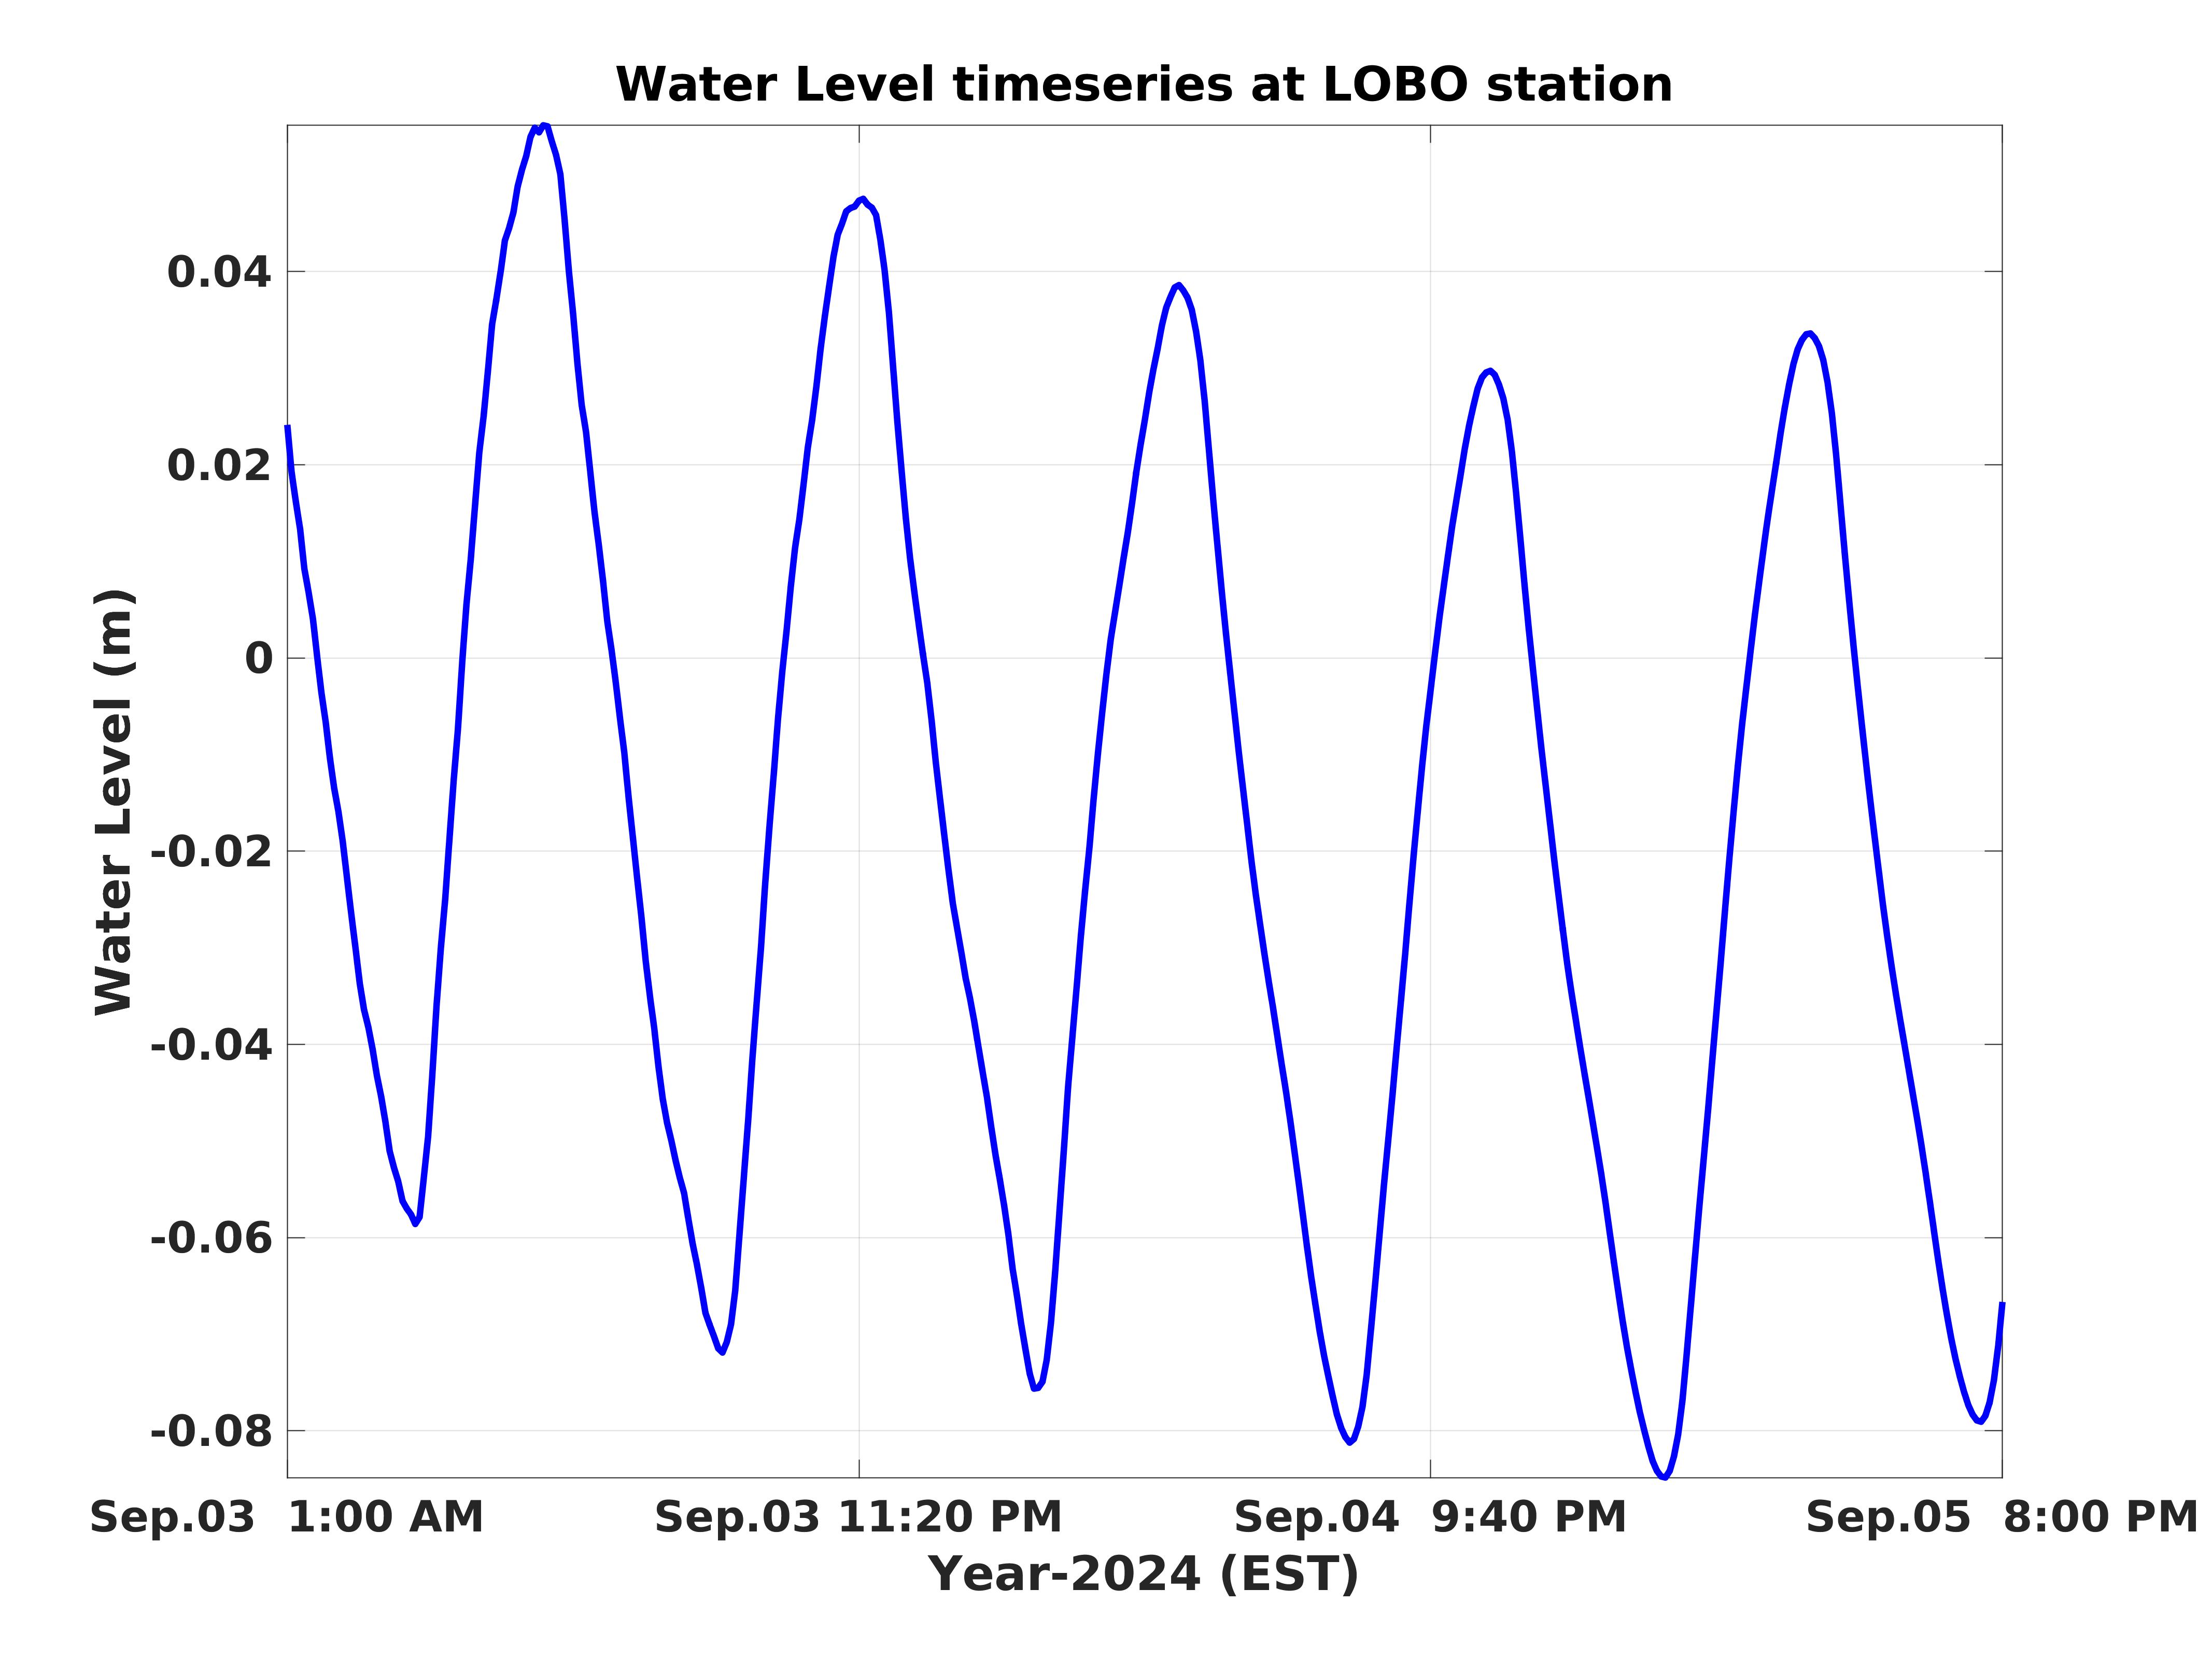 Water Level timeseries at LOBO station
Water Level (m)
0.04
0.02
0
-0.02
-0.04
-0.06
-0.08
Sep.03 1:00 AM
Sep.03 11:20 PM
Sep.04 9:40 PM
Sep.05 8:00 PM
Year-2024 (EST)